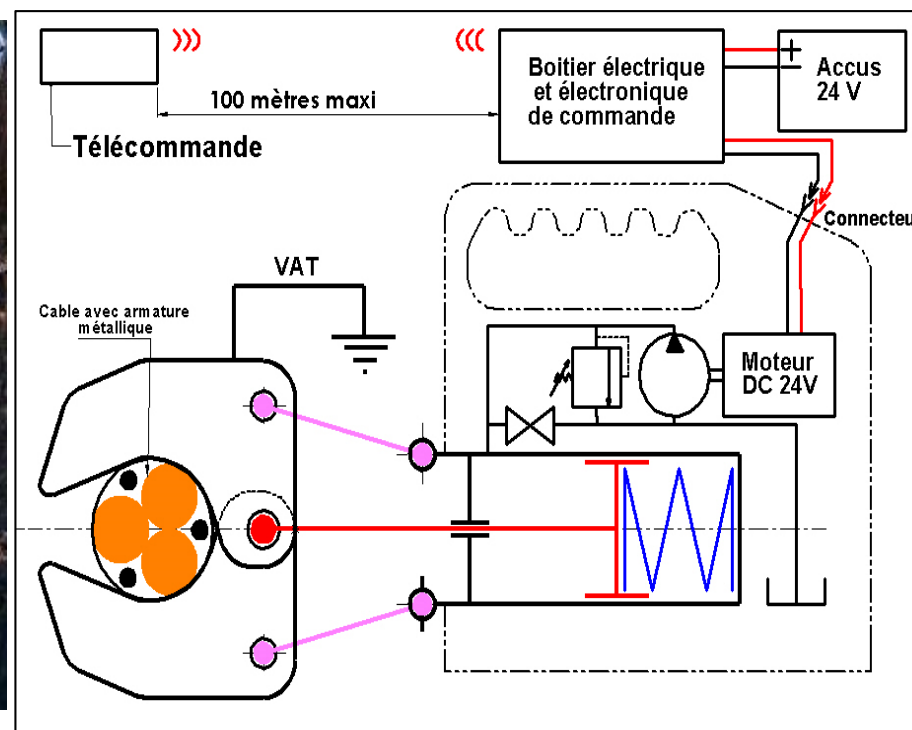 Boitier électrique
et électronique
de commande
+
−
Accus
24 V
100 mètres maxi
Télécommande
Connecteur
VAT
Cable avec armature
métallique
Moteur
DC 24V